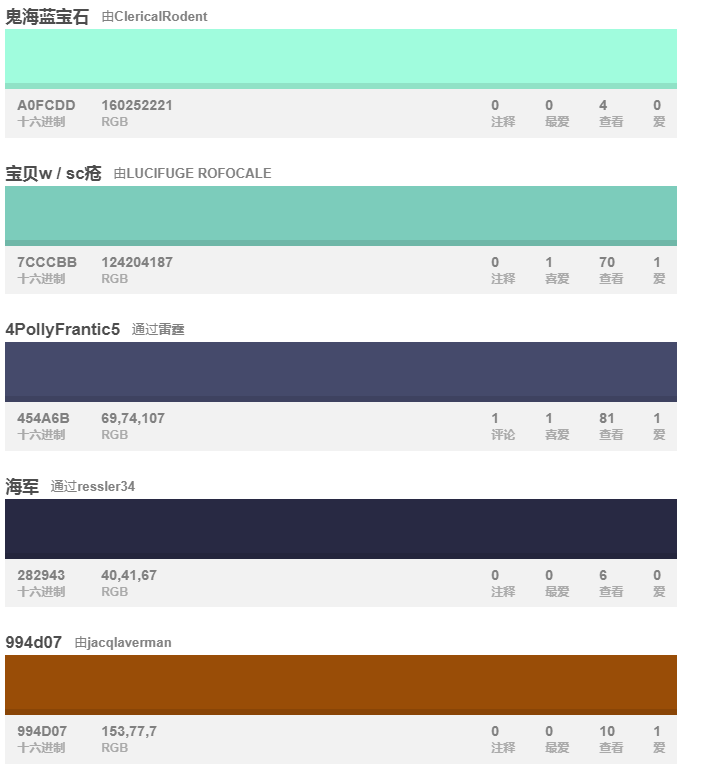 鬼海蓝宝石 由ClericalRodent
A0FCDD 160252221 0 0 4 0
十六进制 RGB 注释 最爱 查看 爱
宝贝w / sc疮 由LUCIFUGE ROFOCALE
7CCCBB 124204187 0 1 70 1
十六进制 RGB 注释 喜爱 查看 爱
4PollyFrantic5 通过雷霆
454A6B 69,74,107 1 1 81 1
十六进制 RGB 评论 喜爱 查看 爱
海军 通过ressler34
282943 40,41,67 0 0 6 0
十六进制 RGB 注释 最爱 查看 爱
994d07 由jacqlaverman
994D07 153,77,7 0 0 10 1
十六进制 RGB 注释 最爱 查看 爱